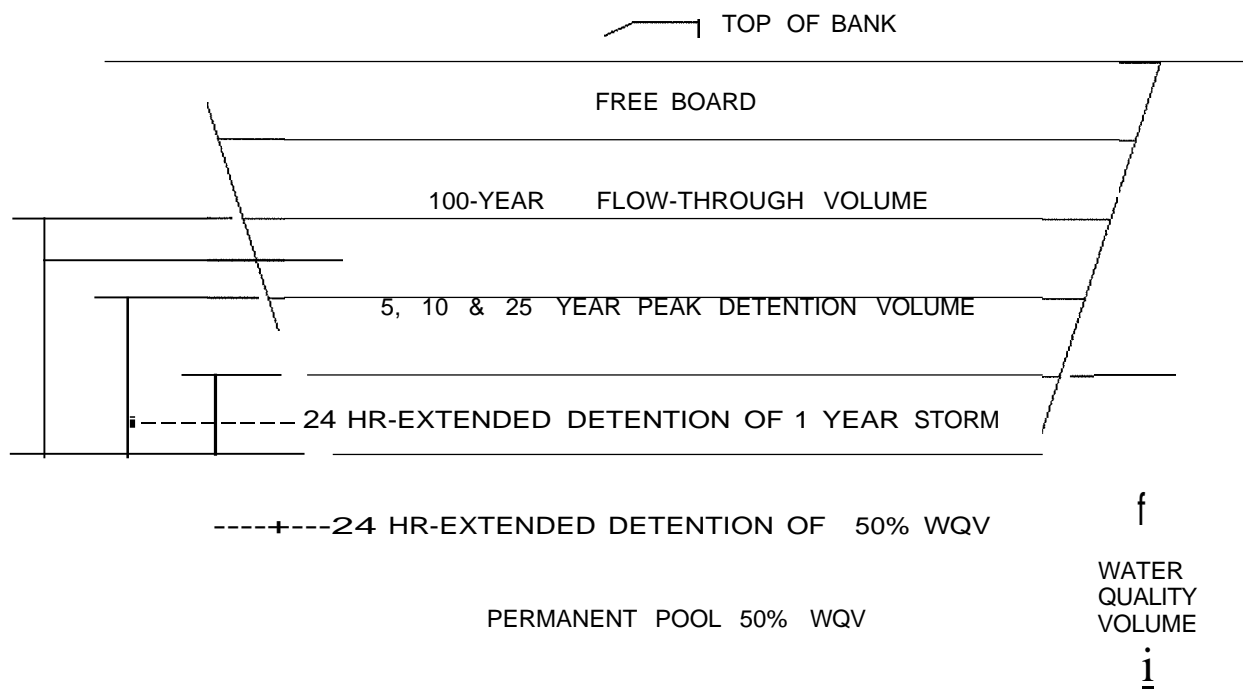 TOP OF BANK
FREE BOARD
100-YEAR FLOW-THROUGH VOLUME
5, 10 & 25 YEAR PEAK DETENTION VOLUME
24 HR-EXTENDED DETENTION OF 1 YEAR STORM
24 HR-EXTENDED DETENTION OF 50% WQV
f
WATER
QUALITY
VOLUME
i
PERMANENT POOL 50% WQV